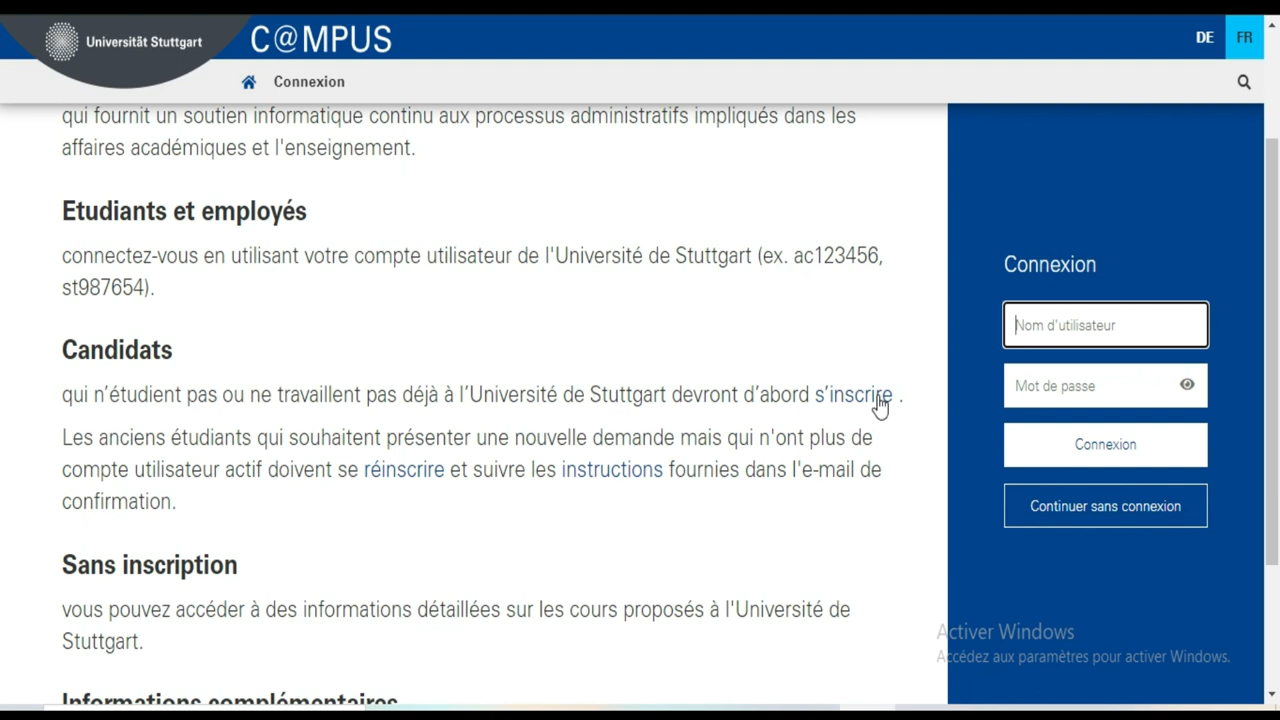 Universität Stuttgart
C@MPUS
DE
FR
Connexion
qui fournit un soutien informatique continu aux processus administratifs impliqués dans les
affaires académiques et l'enseignement.
Etudiants et employés
connectez-vous en utilisant votre compte utilisateur de l'Université de Stuttgart (ex. ac123456,
st987654).
Candidats
qui n’étudient pas ou ne travaillent pas déjà à l’Université de Stuttgart devront d’abord s’inscrire .
Les anciens étudiants qui souhaitent présenter une nouvelle demande mais qui n'ont plus de
compte utilisateur actif doivent se réinscrire et suivre les instructions fournies dans l'e-mail de
confirmation.
Sans inscription
vous pouvez accéder à des informations détaillées sur les cours proposés à l'Université de
Stuttgart.
Informations complémentaires
Connexion
Nom d'utilisateur
Mot de passe
Connexion
Continuer sans connexion
Activer Windows
Accédez aux paramètres pour activer Windows.